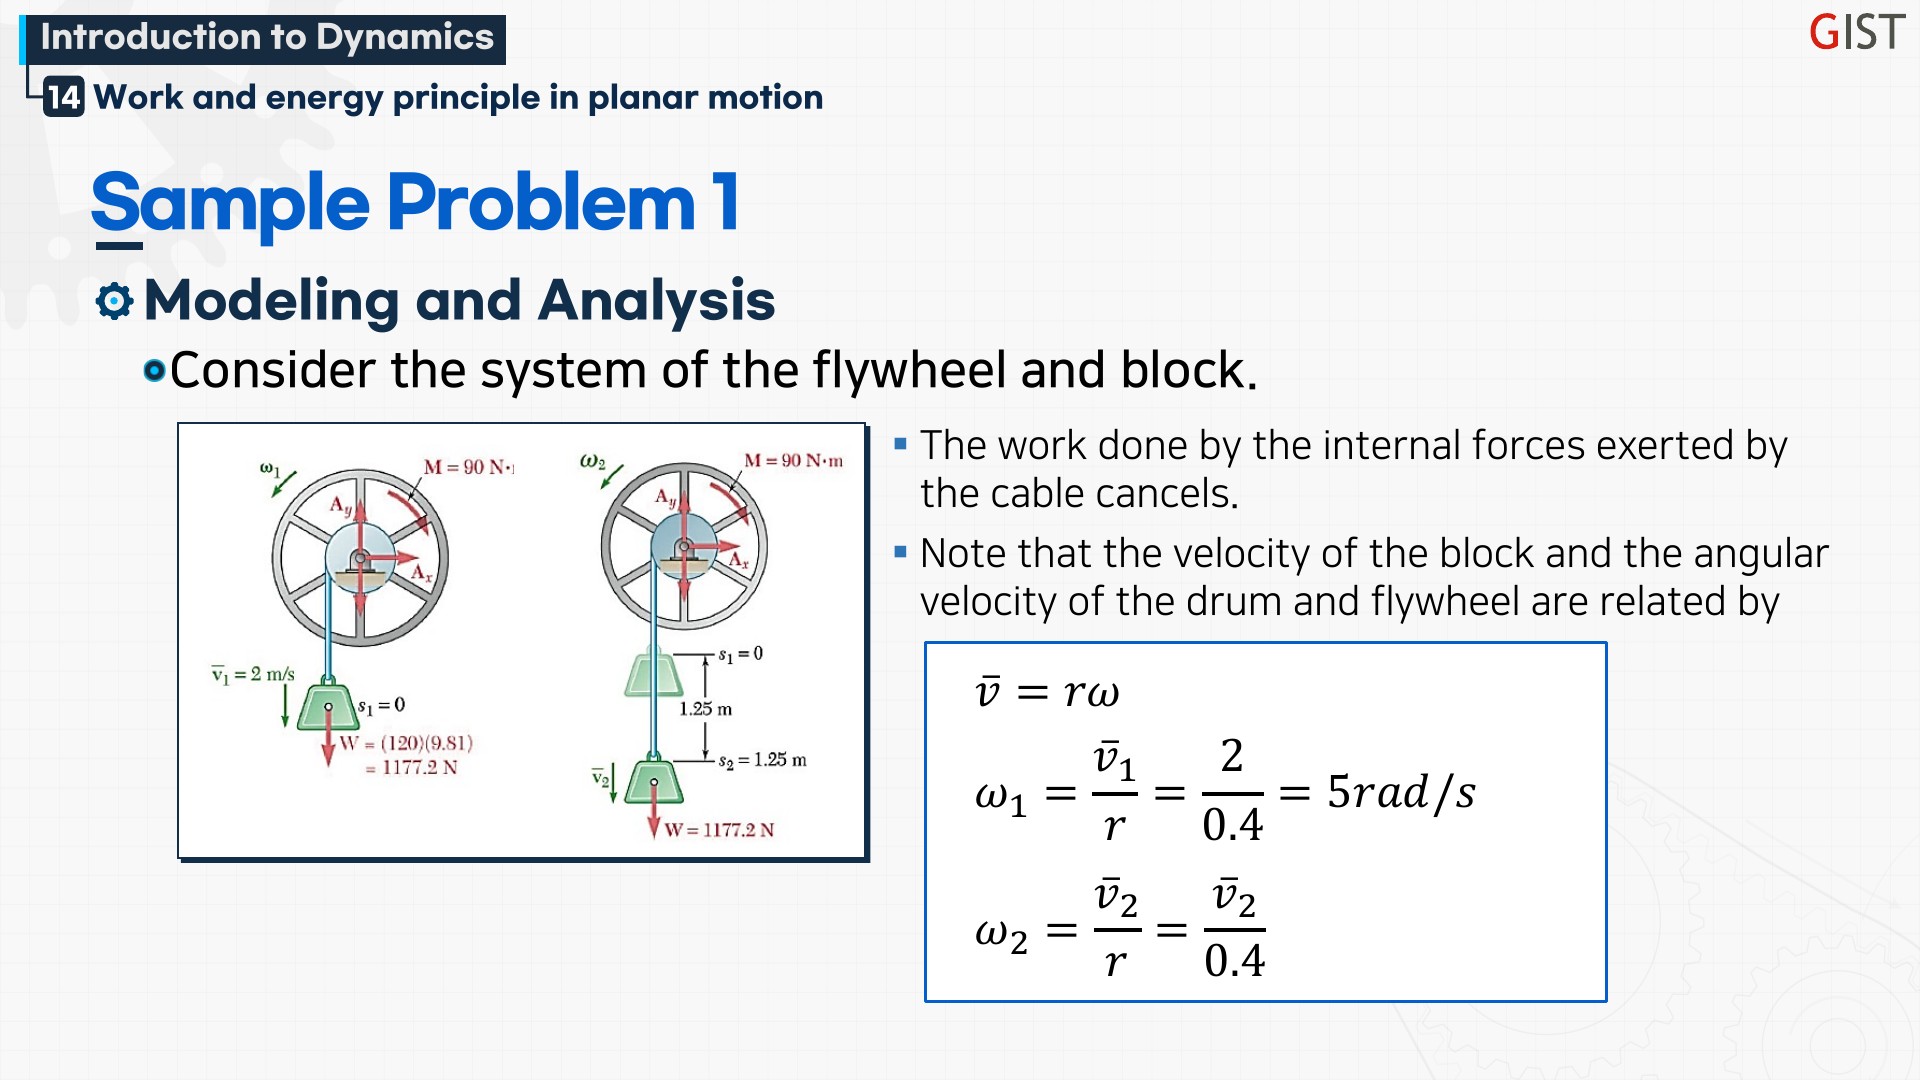 Introduction to Dynamics
GIST
14 Work and energy principle in planar motion
Sample Problem 1
Modeling and Analysis
Consider the system of the flywheel and block.
ω₁
M = 90 N·
A_y
A_x
v̄₁ = 2 m/s
s₁ = 0
W = (120)(9.81)
= 1177.2 N
ω₂
M = 90 N·m
A_y
A_x
s₁ = 0
1.25 m
s₂ = 1.25 m
v̄₂
W = 1177.2 N
▪ The work done by the internal forces exerted by
the cable cancels.
▪ Note that the velocity of the block and the angular
velocity of the drum and flywheel are related by
v̄ = rω
ω₁ = v̄₁/r = 2/0.4 = 5rad/s
ω₂ = v̄₂/r = v̄₂/0.4